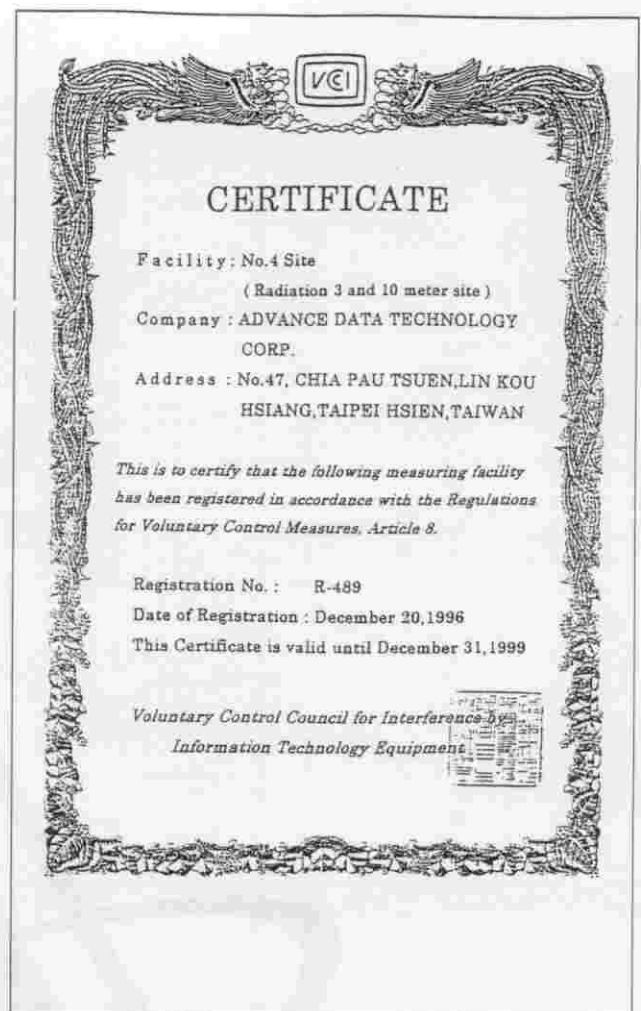 VCCI
CERTIFICATE
Facility : No.4 Site
( Radiation 3 and 10 meter site )
Company : ADVANCE DATA TECHNOLOGY
CORP.
Address : No.47, CHIA PAU TSUEN,LIN KOU
HSIANG,TAIPEI HSIEN,TAIWAN
This is to certify that the following measuring facility
has been registered in accordance with the Regulations
for Voluntary Control Measures, Article 8.
Registration No. : R-489
Date of Registration : December 20,1996
This Certificate is valid until December 31,1999
Voluntary Control Council for Interference by
Information Technology Equipment